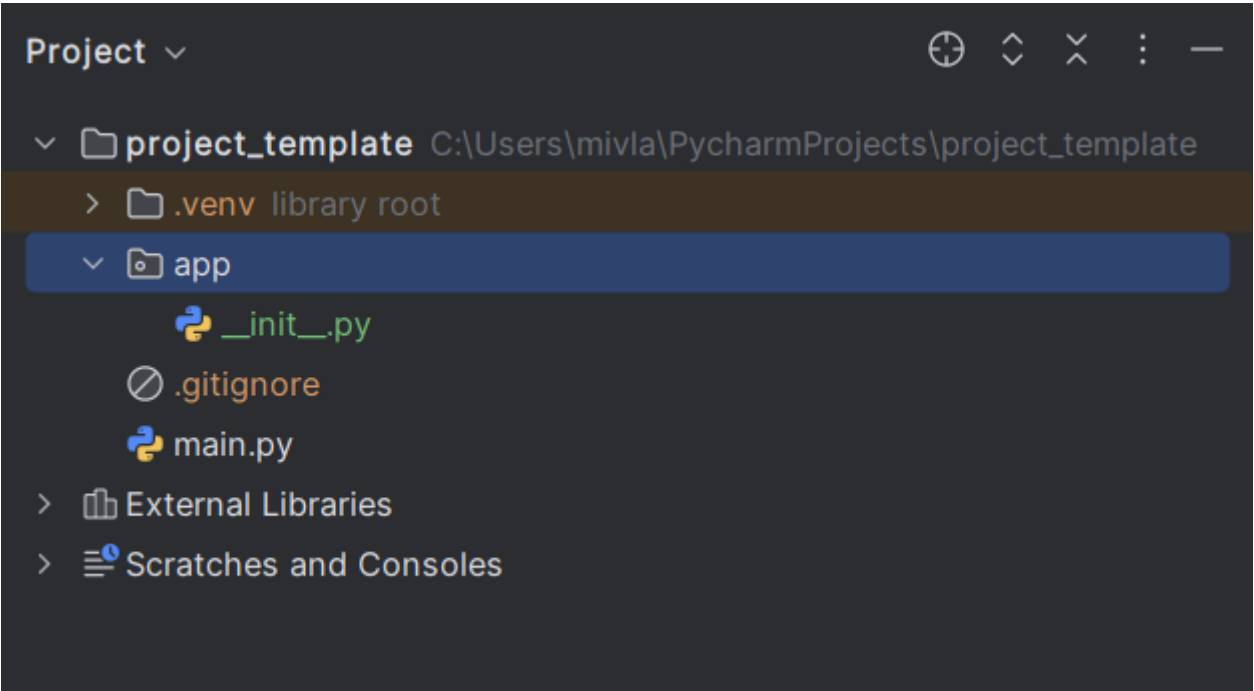 Project
project_template C:\Users\mivla\PycharmProjects\project_template
.venv library root
app
__init__.py
.gitignore
main.py
External Libraries
Scratches and Consoles